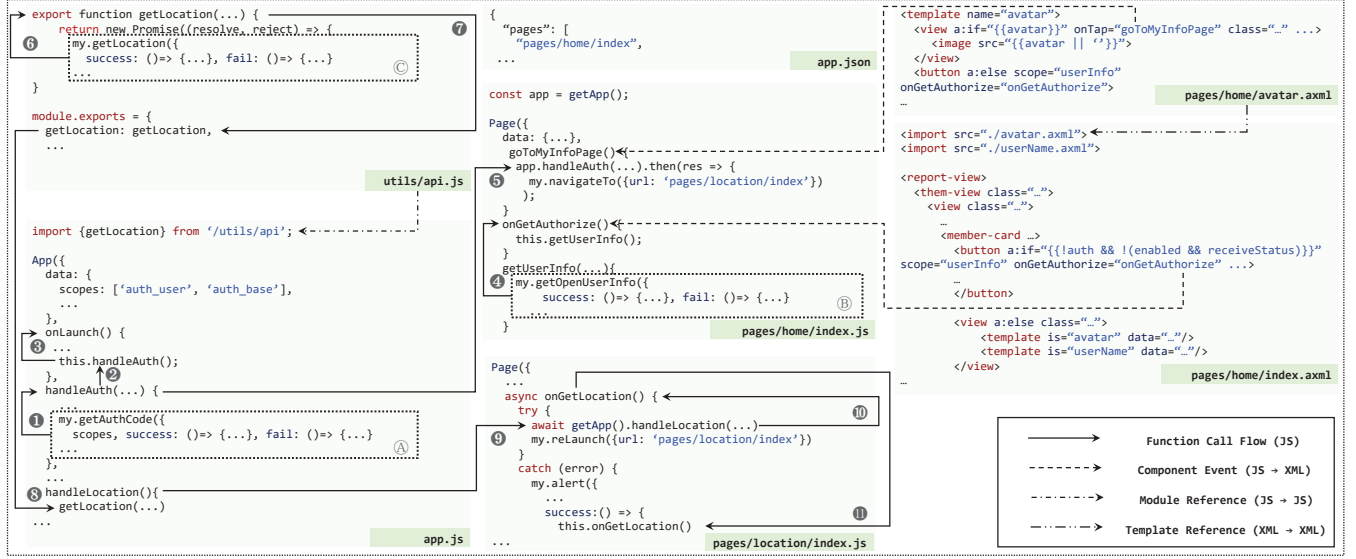 export function getLocation(...) {
return new Promise((resolve, reject) => {
❼
❻
my.getLocation({
success: ()=> {...}, fail: ()=> {...}
...
Ⓒ
}
module.exports = {
getLocation: getLocation,
...
utils/api.js
import {getLocation} from ‘/utils/api’;
App({
data: {
scopes: [‘auth_user’, ‘auth_base’],
...
},
onLaunch() {
❸
...
this.handleAuth();
},
❷
handleAuth(...) {
...
❶
my.getAuthCode({
scopes, success: ()=> {...}, fail: ()=> {...}
...
Ⓐ
},
...
❽
handleLocation(){
getLocation(...)
...
app.js
{
“pages”: [
“pages/home/index”,
...
app.json
const app = getApp();
Page({
data: {...},
goToMyInfoPage() {
app.handleAuth(...).then(res => {
❺
my.navigateTo({url: ‘pages/location/index’})
);
}
onGetAuthorize() {
this.getUserInfo();
}
getUserInfo(...){
❹
my.getOpenUserInfo({
success: ()=> {...}, fail: ()=> {...}
...
Ⓑ
}
pages/home/index.js
Page({
...
async onGetLocation() {
try {
❿
await getApp().handleLocation(...)
❾
my.reLaunch({url: ‘pages/location/index’})
}
catch (error) {
my.alert({
...
success:() => {
⓫
this.onGetLocation()
...
pages/location/index.js
<template name=“avatar”>
<view a:if=“{{avatar}}” onTap=“goToMyInfoPage” class=“…” ...>
<image src=“{{avatar || ‘’}}”>
</view>
<button a:else scope=“userInfo”
onGetAuthorize=“onGetAuthorize”>
…
pages/home/avatar.axml
<import src=“./avatar.axml”>
<import src=“./userName.axml”>
<report-view>
<them-view class=“…”>
<view class=“…”>
…
<member-card …>
<button a:if=“{{!auth && !(enabled && receiveStatus)}}”
scope=“userInfo” onGetAuthorize=“onGetAuthorize” ...>
…
</button>
<view a:else class=“…”>
<template is=“avatar” data=“…”/>
<template is=“userName” data=“…”/>
</view>
…
pages/home/index.axml
Function Call Flow (JS)
Component Event (JS → XML)
Module Reference (JS → JS)
Template Reference (XML → XML)